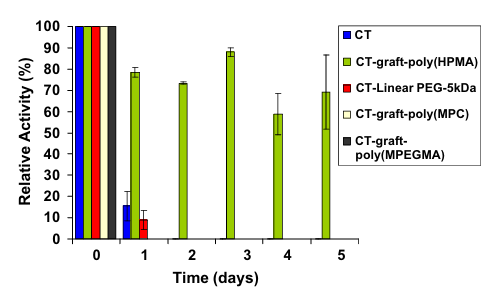 100
90
80
70
60
50
40
30
20
10
0
Relative Activity (%)
0 1 2 3 4 5
Time (days)
CT
CT-graft-poly(HPMA)
CT-Linear PEG-5kDa
CT-graft-poly(MPC)
CT-graft-
poly(MPEGMA)